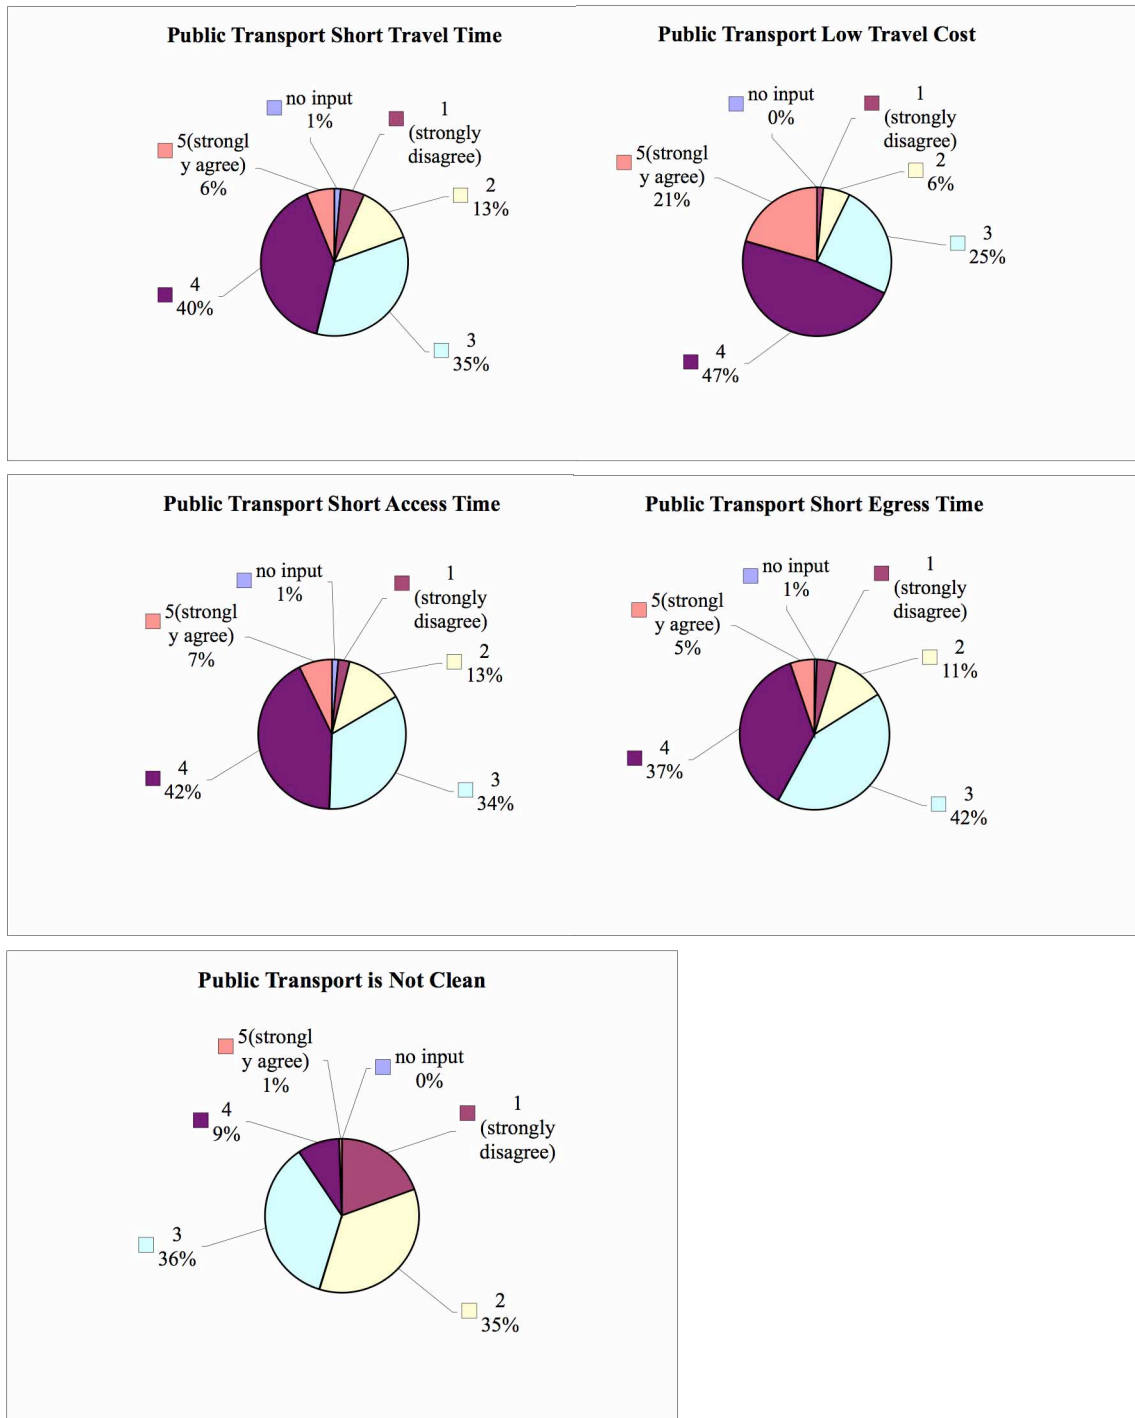 Public Transport Short Travel Time
no input
1%
1
(strongly
disagree)
5(strongl
y agree)
6%
2
13%
4
40%
3
35%
Public Transport Low Travel Cost
no input
0%
1
(strongly
disagree)
5(strongl
y agree)
21%
2
6%
3
25%
4
47%
Public Transport Short Access Time
no input
1%
1
(strongly
disagree)
5(strongl
y agree)
7%
2
13%
4
42%
3
34%
Public Transport Short Egress Time
no input
1%
1
(strongly
disagree)
5(strongl
y agree)
5%
2
11%
4
37%
3
42%
Public Transport is Not Clean
5(strongl
y agree)
1%
no input
0%
4
9%
1
(strongly
disagree)
3
36%
2
35%